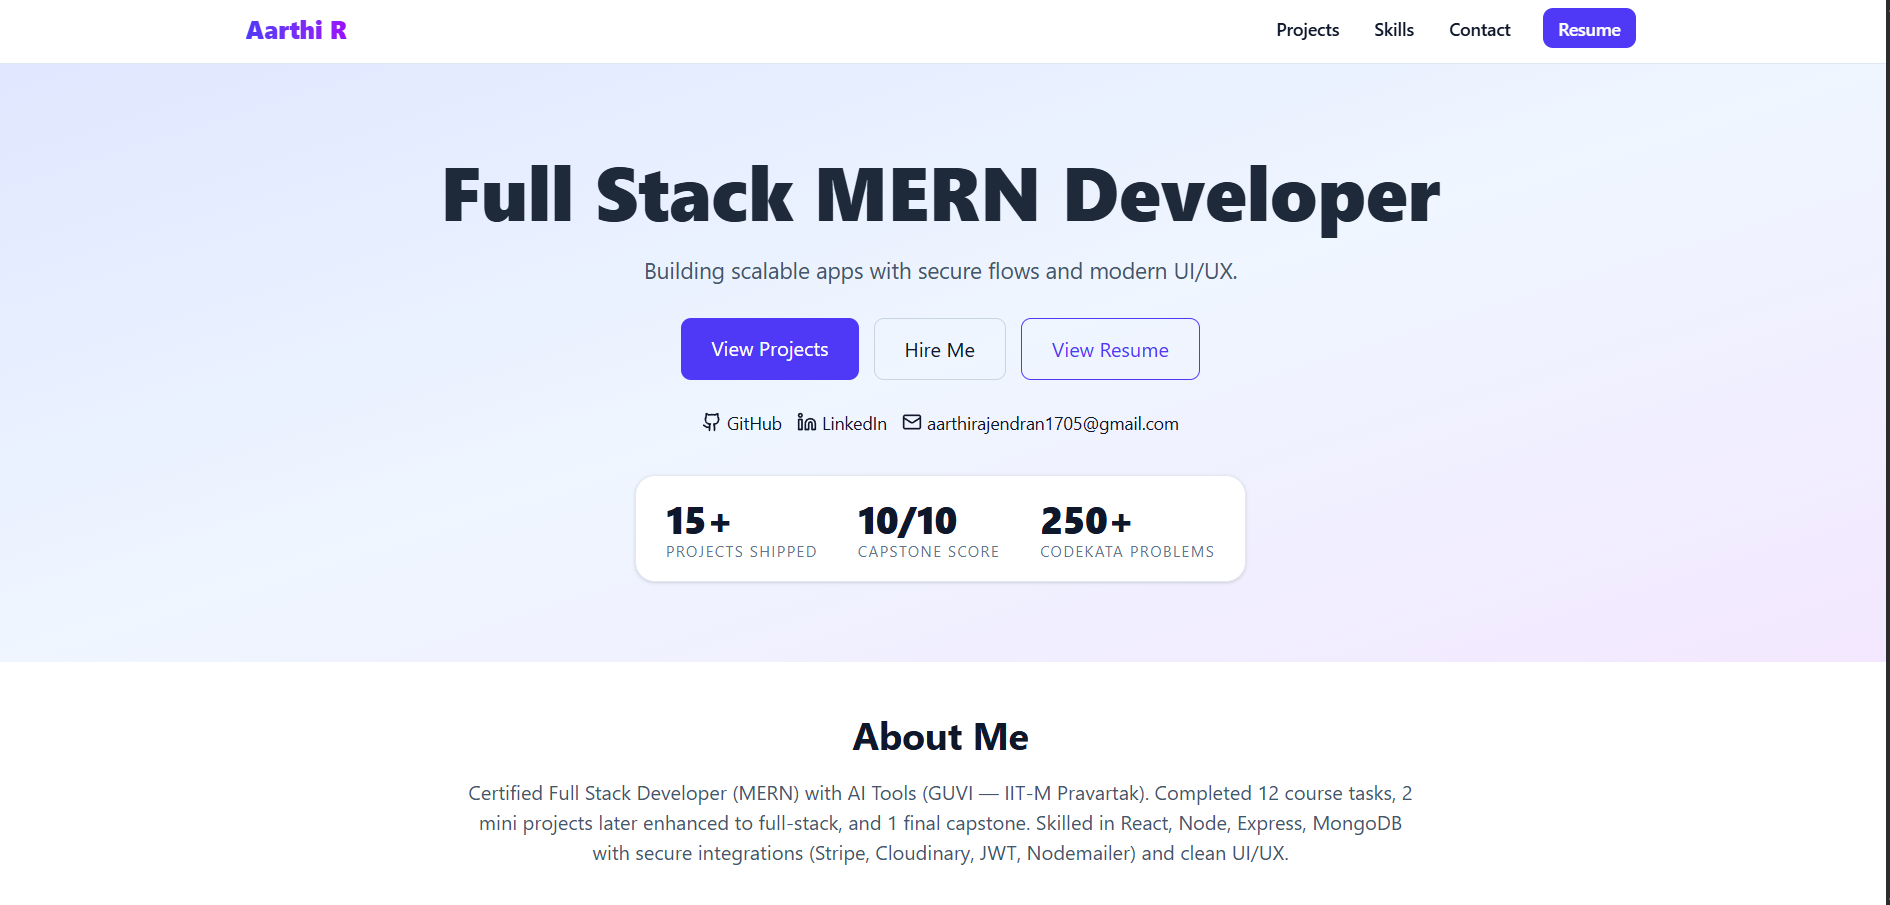 Aarthi R
Projects
Skills
Contact
Resume
Full Stack MERN Developer
Building scalable apps with secure flows and modern UI/UX.
View Projects
Hire Me
View Resume
GitHub
LinkedIn
aarthirajendran1705@gmail.com
15+
PROJECTS SHIPPED
10/10
CAPSTONE SCORE
250+
CODEKATA PROBLEMS
About Me
Certified Full Stack Developer (MERN) with AI Tools (GUVI — IIT-M Pravartak). Completed 12 course tasks, 2
mini projects later enhanced to full-stack, and 1 final capstone. Skilled in React, Node, Express, MongoDB
with secure integrations (Stripe, Cloudinary, JWT, Nodemailer) and clean UI/UX.